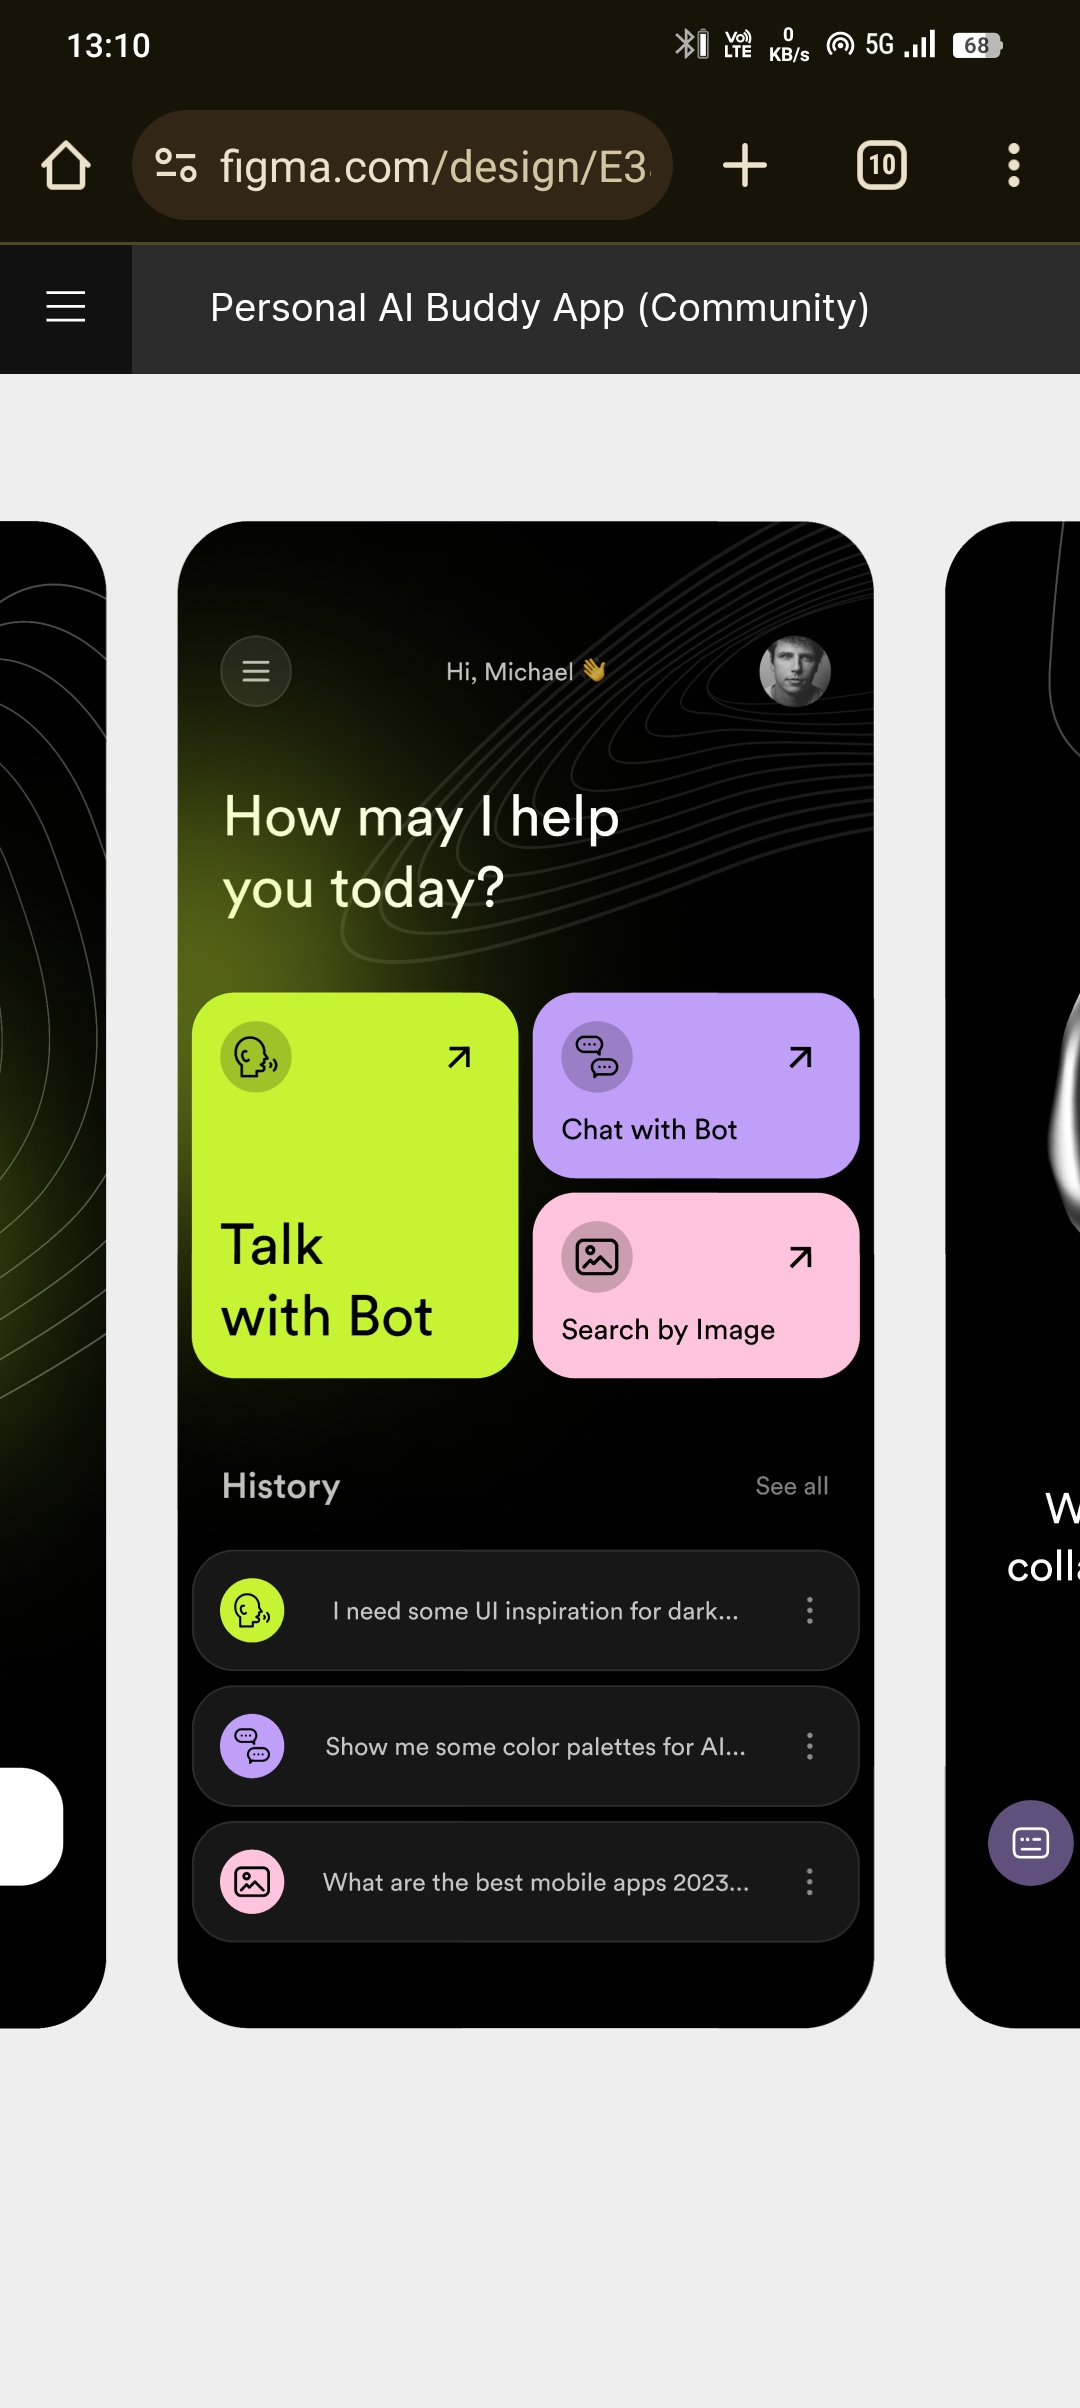 13:10
Vo)) LTE
0 KB/s
5G
68
figma.com/design/E3
10
Personal AI Buddy App (Community)
Hi, Michael 👋
How may I help
you today?
Talk
with Bot
Chat with Bot
Search by Image
History
See all
I need some UI inspiration for dark...
Show me some color palettes for AI...
What are the best mobile apps 2023...
W
colla